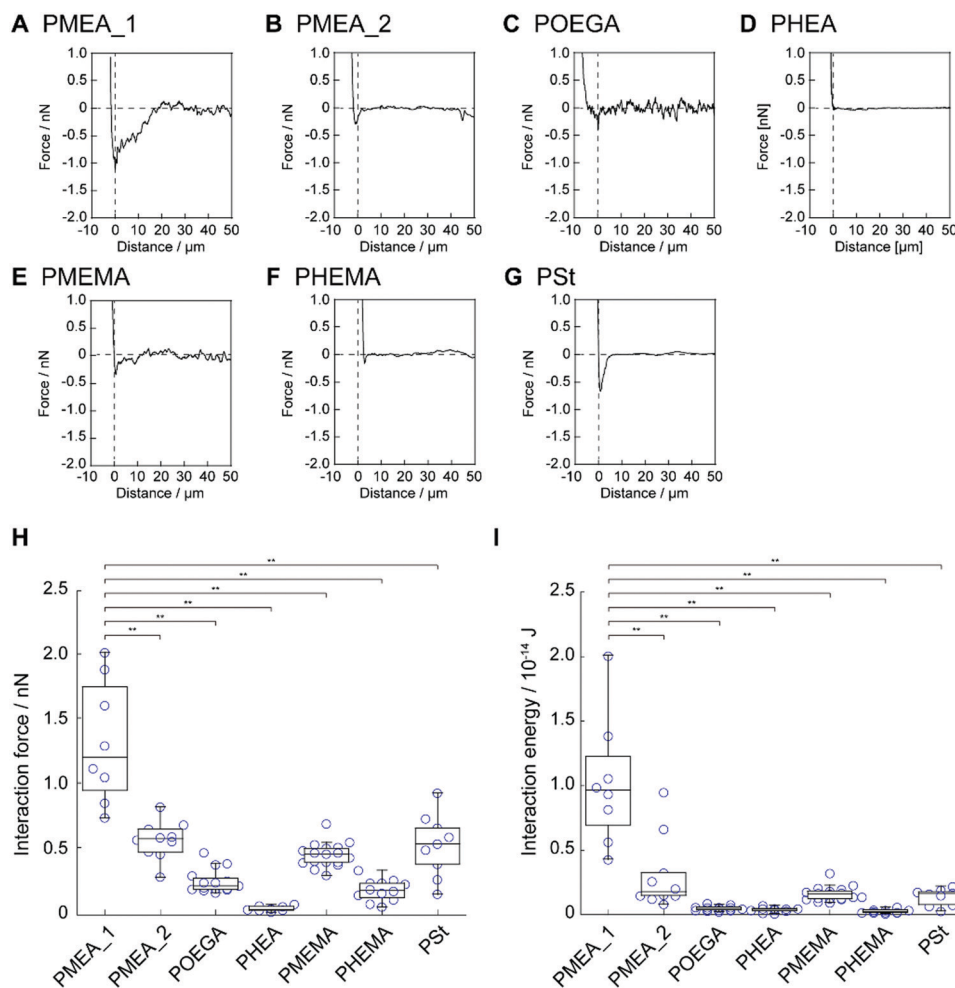 A PMEA_1
B PMEA_2
C POEGA
D PHEA
1.0
0.5
0
-0.5
-1.0
-1.5
-2.0
Force / nN
-10 0 10 20 30 40 50
Distance / µm
1.0
0.5
0
-0.5
-1.0
-1.5
-2.0
Force / nN
-10 0 10 20 30 40 50
Distance / µm
1.0
0.5
0
-0.5
-1.0
-1.5
-2.0
Force / nN
-10 0 10 20 30 40 50
Distance / µm
1.0
0.5
0
-0.5
-1.0
-1.5
-2.0
Force [nN]
-10 0 10 20 30 40 50
Distance [µm]
E PMEMA
F PHEMA
G PSt
1.0
0.5
0
-0.5
-1.0
-1.5
-2.0
Force / nN
-10 0 10 20 30 40 50
Distance / µm
1.0
0.5
0
-0.5
-1.0
-1.5
-2.0
Force / nN
-10 0 10 20 30 40 50
Distance / µm
1.0
0.5
0
-0.5
-1.0
-1.5
-2.0
Force / nN
-10 0 10 20 30 40 50
Distance / µm
H
**
**
**
**
**
**
2.5
2.0
1.5
1.0
0.5
0
Interaction force / nN
PMEA_1
PMEA_2
POEGA
PHEA
PMEMA
PHEMA
PSt
I
**
**
**
**
**
**
2.5
2.0
1.5
1.0
0.5
0
Interaction energy / 10⁻¹⁴ J
PMEA_1
PMEA_2
POEGA
PHEA
PMEMA
PHEMA
PSt